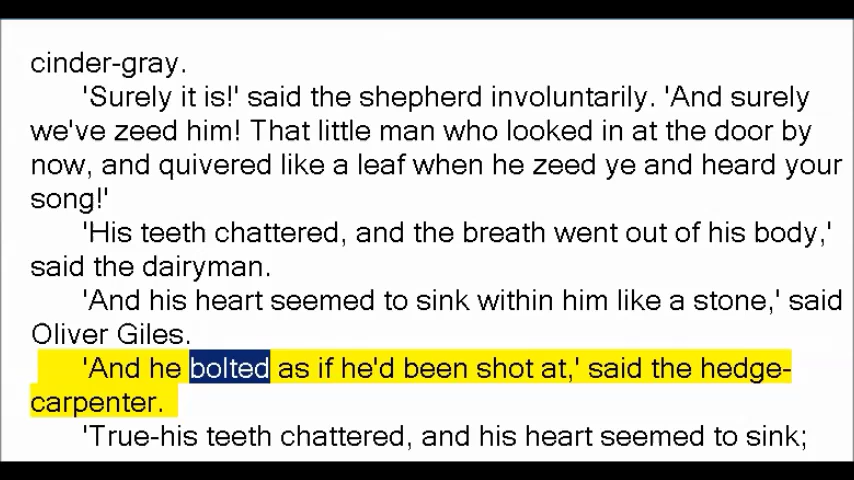 cinder-gray.
'Surely it is!' said the shepherd involuntarily. 'And surely
we've zeed him! That little man who looked in at the door by
now, and quivered like a leaf when he zeed ye and heard your
song!'
'His teeth chattered, and the breath went out of his body,'
said the dairyman.
'And his heart seemed to sink within him like a stone,' said
Oliver Giles.
'And he bolted as if he'd been shot at,' said the hedge-
carpenter.
'True-his teeth chattered, and his heart seemed to sink;